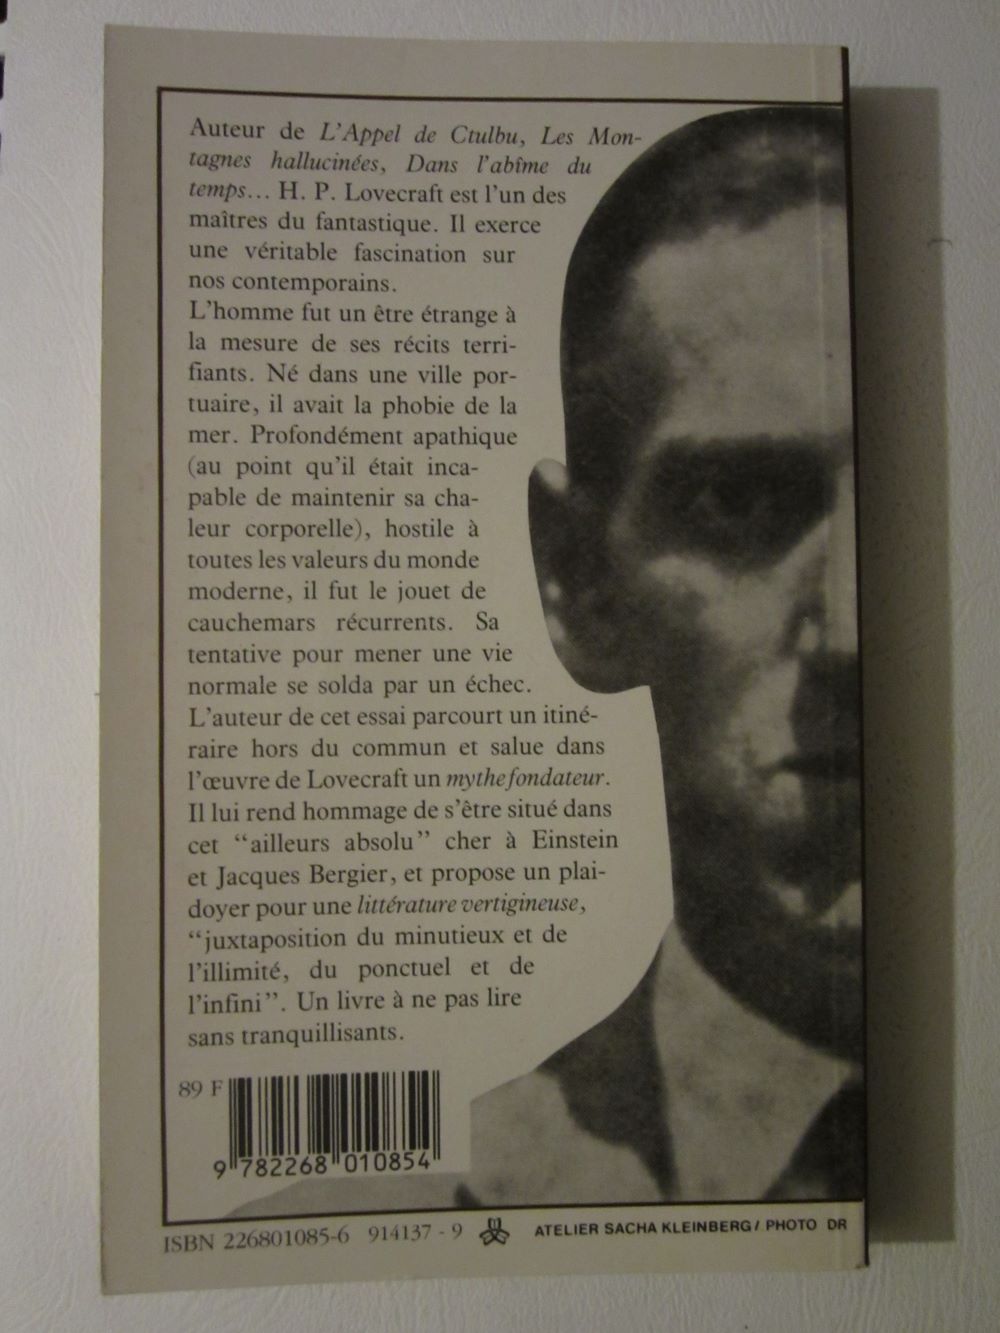 Auteur de L'Appel de Ctulbu, Les Mon-
tagnes hallucinées, Dans l'abîme du
temps... H. P. Lovecraft est l'un des
maîtres du fantastique. Il exerce
une véritable fascination sur
nos contemporains.
L'homme fut un être étrange à
la mesure de ses récits terri-
fiants. Né dans une ville por-
tuaire, il avait la phobie de la
mer. Profondément apathique
(au point qu'il était inca-
pable de maintenir sa cha-
leur corporelle), hostile à
toutes les valeurs du monde
moderne, il fut le jouet de
cauchemars récurrents. Sa
tentative pour mener une vie
normale se solda par un échec.
L'auteur de cet essai parcourt un itiné-
raire hors du commun et salue dans
l'œuvre de Lovecraft un mythe fondateur.
Il lui rend hommage de s'être situé dans
cet “ailleurs absolu” cher à Einstein
et Jacques Bergier, et propose un plai-
doyer pour une littérature vertigineuse,
“juxtaposition du minutieux et de
l'illimité, du ponctuel et de
l'infini”. Un livre à ne pas lire
sans tranquillisants.
89 F
9 782268 010854
ISBN 226801085-6 914137 - 9 ATELIER SACHA KLEINBERG / PHOTO DR